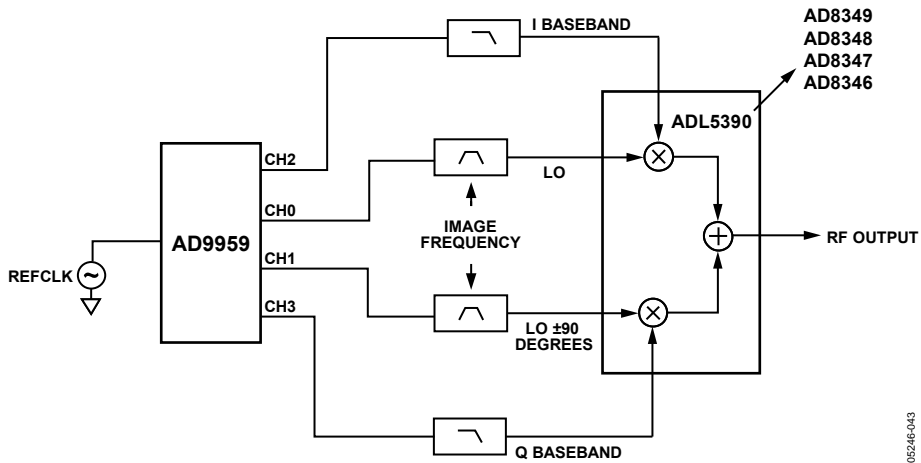 I BASEBAND
AD8349
AD8348
AD8347
AD8346
ADL5390
CH2
LO
CH0
IMAGE
FREQUENCY
AD9959
RF OUTPUT
REFCLK
~
CH1
CH3
LO ±90
DEGREES
Q BASEBAND
05246-043